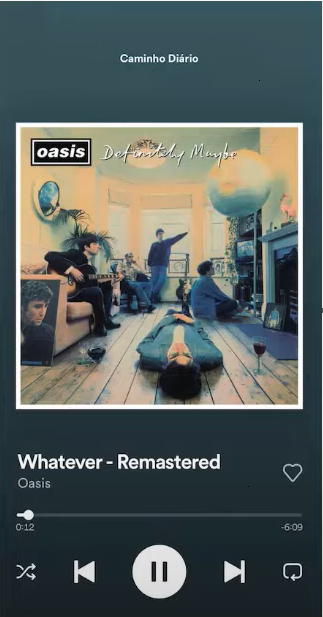 Caminho Diário
oasis Definitely Maybe
Whatever - Remastered
Oasis
0:12 -6:09